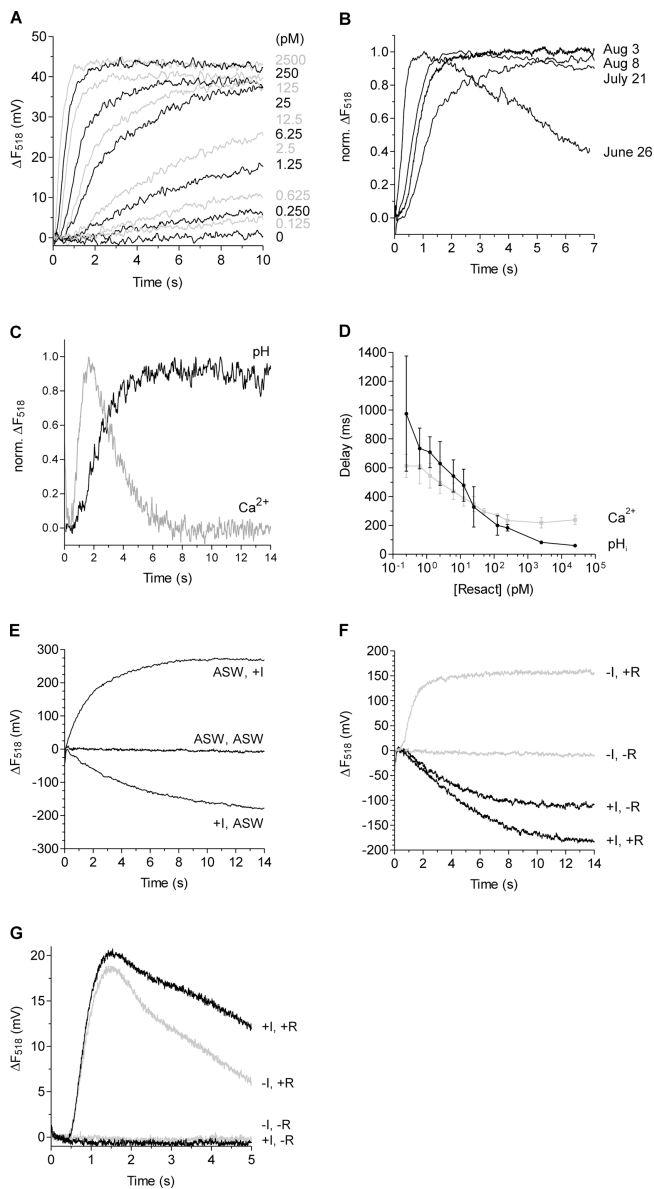 A
(pM)
50
40
30
20
10
0
ΔF518 (mV)
0 2 4 6 8 10
Time (s)
2500
250
125
25
12.5
6.25
2.5
1.25
0.625
0.250
0.125
0
B
1.0
0.8
0.6
0.4
0.2
0.0
norm. ΔF518
0 1 2 3 4 5 6 7
Time (s)
Aug 3
Aug 8
July 21
June 26
C
1.0
0.8
0.6
0.4
0.2
0.0
norm. ΔF518
0 2 4 6 8 10 12 14
Time (s)
pH
Ca2+
D
1400
1200
1000
800
600
400
200
0
Delay (ms)
10-1 100 101 102 103 104 105
[Resact] (pM)
Ca2+
pHi
E
300
200
100
0
-100
-200
-300
ΔF518 (mV)
0 2 4 6 8 10 12 14
Time (s)
ASW, +I
ASW, ASW
+I, ASW
F
200
150
100
50
0
-50
-100
-150
-200
ΔF518 (mV)
0 2 4 6 8 10 12 14
Time (s)
-I, +R
-I, -R
+I, -R
+I, +R
G
20
15
10
5
0
ΔF518 (mV)
0 1 2 3 4 5
Time (s)
+I, +R
-I, +R
-I, -R
+I, -R